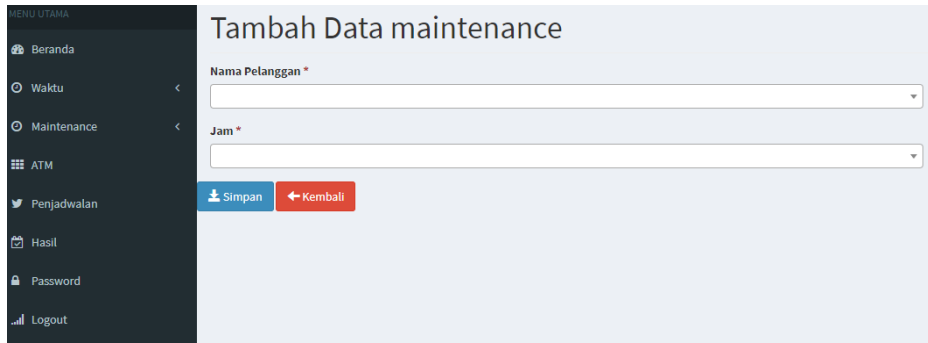 MENU UTAMA
Beranda
Waktu
Maintenance
ATM
Penjadwalan
Hasil
Password
Logout
Tambah Data maintenance
Nama Pelanggan *
Jam *
Simpan
Kembali